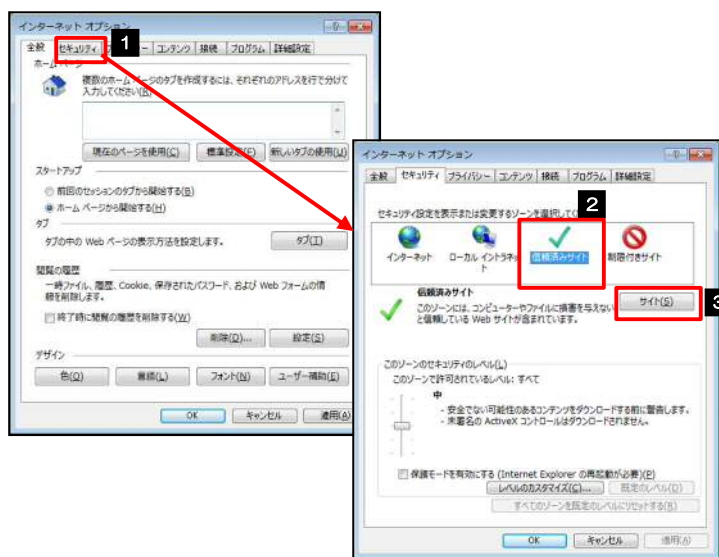 インターネット オプション
全般 セキュリティ 1 ー コンテンツ 接続 プログラム 詳細設定
ホーム ページ
複数のホーム ページのタブを作成するには、それぞれのアドレスを行で分けて
入力してください(R)
現在のページを使用(C) 標準設定(F) 新しいタブの使用(U)
スタートアップ
前回のセッションのタブから開始する(B)
ホーム ページから開始する(H)
タブ
タブの中の Web ページの表示方法を設定します。 タブ(T)
閲覧の履歴
一時ファイル、履歴、Cookie、保存されたパスワード、および Web フォームの情
報を削除します。
終了時に閲覧の履歴を削除する(W)
削除(D)... 設定(S)
デザイン
色(O) 言語(L) フォント(N) ユーザー補助(E)
OK キャンセル 適用(A)
インターネット オプション
全般 セキュリティ プライバシー コンテンツ 接続 プログラム 詳細設定
セキュリティ設定を表示または変更するゾーンを選択して
2
インターネット ローカル イントラネッ
ト 信頼済みサイト 制限付きサイト
信頼済みサイト
このゾーンには、コンピューターやファイルに損害を与えない
と信頼している Web サイトが含まれています。
サイト(S) 3
このゾーンのセキュリティのレベル(L)
このゾーンで許可されているレベル: すべて
中
- 安全でない可能性のあるコンテンツをダウンロードする前に警告します。
- 未署名の ActiveX コントロールはダウンロードされません。
保護モードを有効にする (Internet Explorer の再起動が必要)(P)
レベルのカスタマイズ(C)... 既定のレベル(D)
すべてのゾーンを既定のレベルにリセットする(R)
OK キャンセル 適用(A)